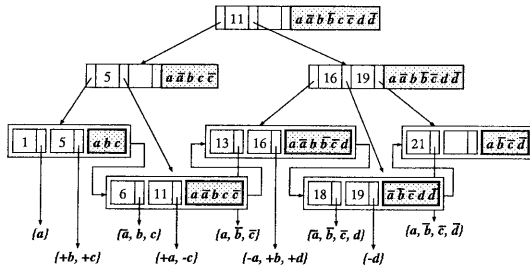 11 a a̅ b b̅ c c̅ d d̅
5 a a̅ b c c̅
16 19 a a̅ b b̅ c̅ d d̅
1 5 a b c
13 16 a a̅ b b̅ c̅ d
21 a b̅ c̅ d̅
6 11 a a̅ b c c̅
18 19 a̅ b̅ c̅ d d̅
{a} {a̅, b, c} {a, b̅, c̅} {a̅, b̅, c̅, d} {a, b̅, c̅, d̅}
{+b, +c} {+a, -c} {-a, +b, +d} {-d}